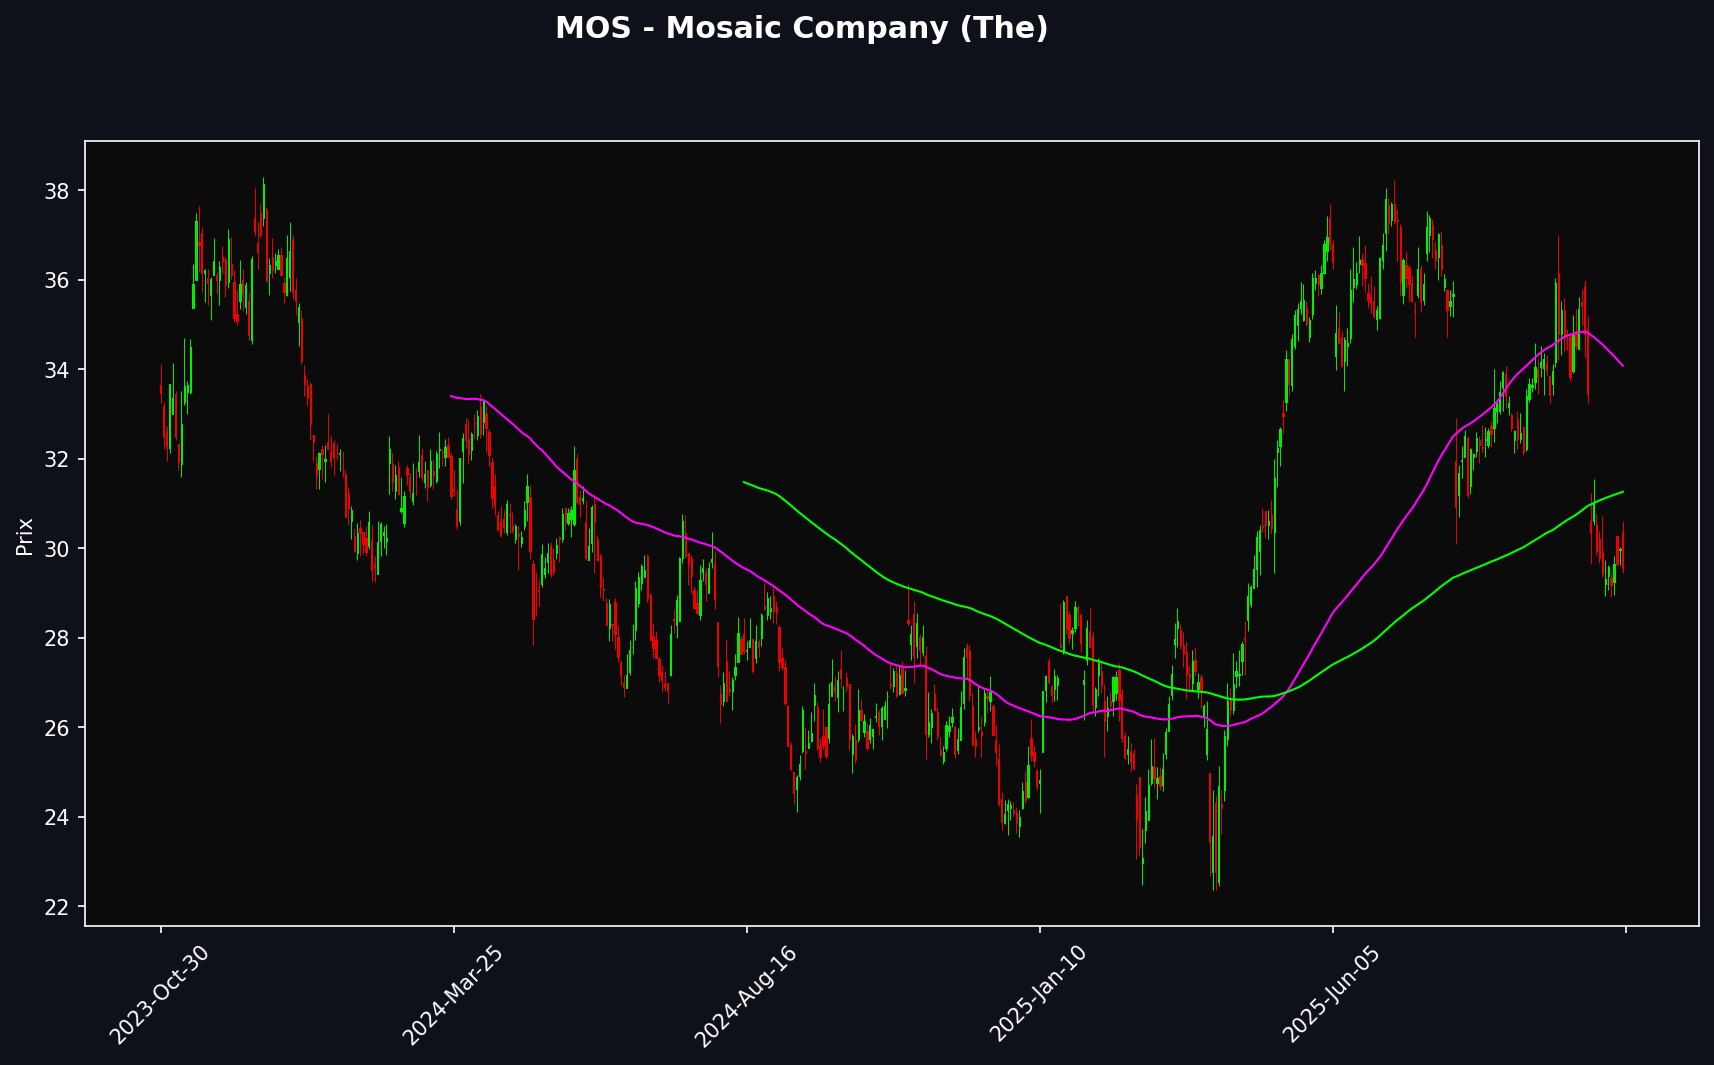 MOS - Mosaic Company (The)
Prix
38
36
34
32
30
28
26
24
22
2023-Oct-30
2024-Mar-25
2024-Aug-16
2025-Jan-10
2025-Jun-05